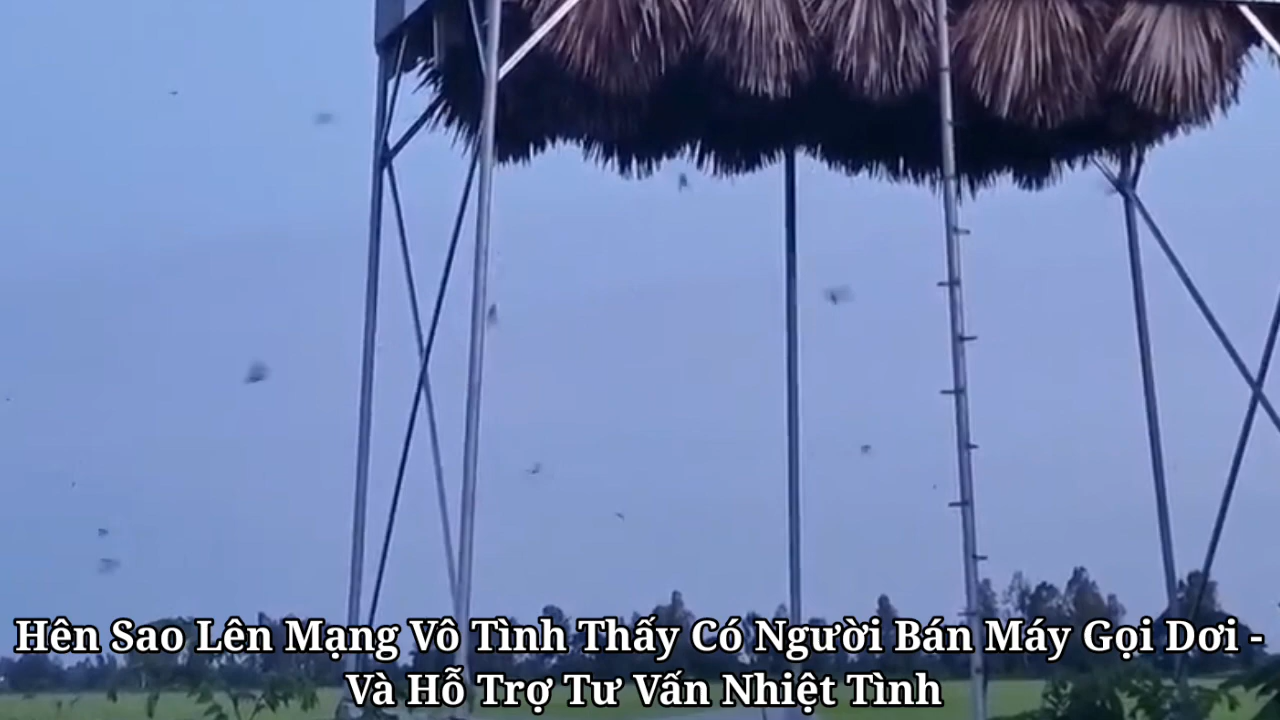 Hên Sao Lên Mạng Vô Tình Thấy Có Người Bán Máy Gọi Dơi -
Và Hỗ Trợ Tư Vấn Nhiệt Tình